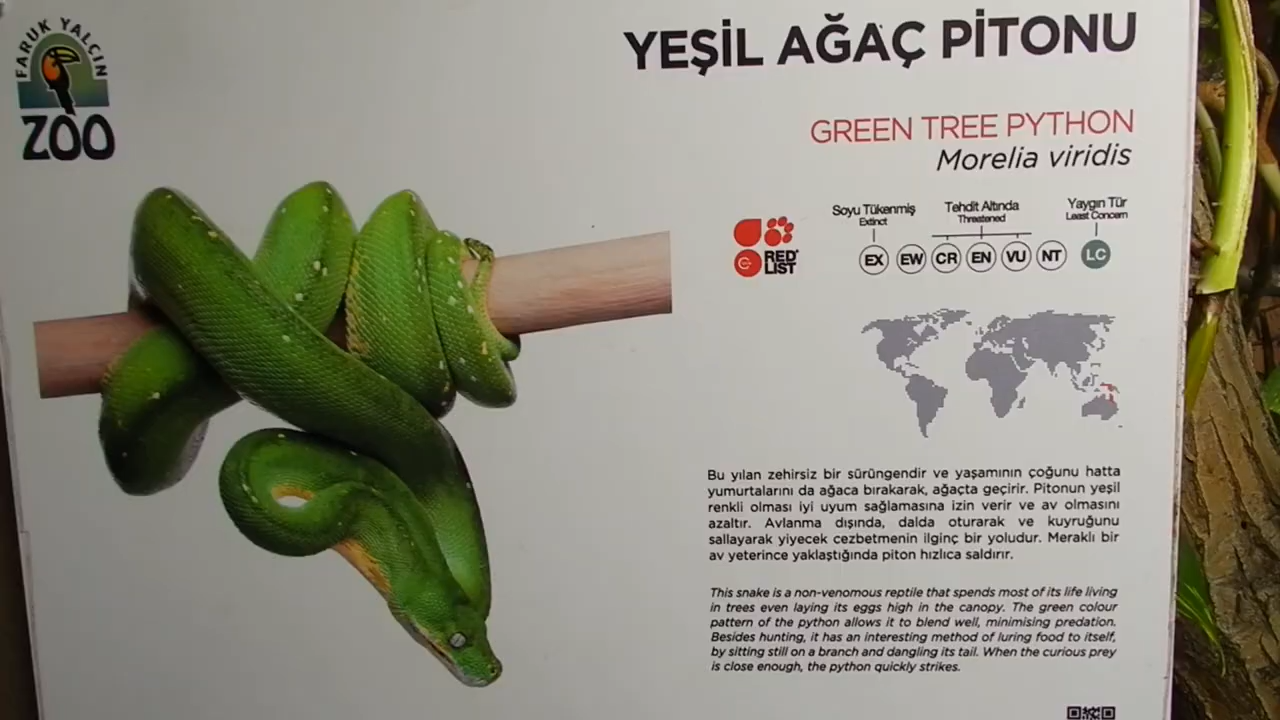 FARUK YALÇIN
ZOO
YEŞİL AĞAÇ PİTONU
GREEN TREE PYTHON
Morelia viridis
RED
LIST
Soyu Tükenmiş
Extinct
Tehdit Altında
Threatened
Yaygın Tür
Least Concern
EX EW CR EN VU NT LC
Bu yılan zehirsiz bir sürüngendir ve yaşamının çoğunu hatta
yumurtalarını da ağaca bırakarak, ağaçta geçirir. Pitonun yeşil
renkli olması iyi uyum sağlamasına izin verir ve av olmasını
azaltır. Avlanma dışında, dalda oturarak ve kuyruğunu
sallayarak yiyecek cezbetmenin ilginç bir yoludur. Meraklı bir
av yeterince yaklaştığında piton hızlıca saldırır.
This snake is a non-venomous reptile that spends most of its life living
in trees even laying its eggs high in the canopy. The green colour
pattern of the python allows it to blend well, minimising predation.
Besides hunting, it has an interesting method of luring food to itself,
by sitting still on a branch and dangling its tail. When the curious prey
is close enough, the python quickly strikes.